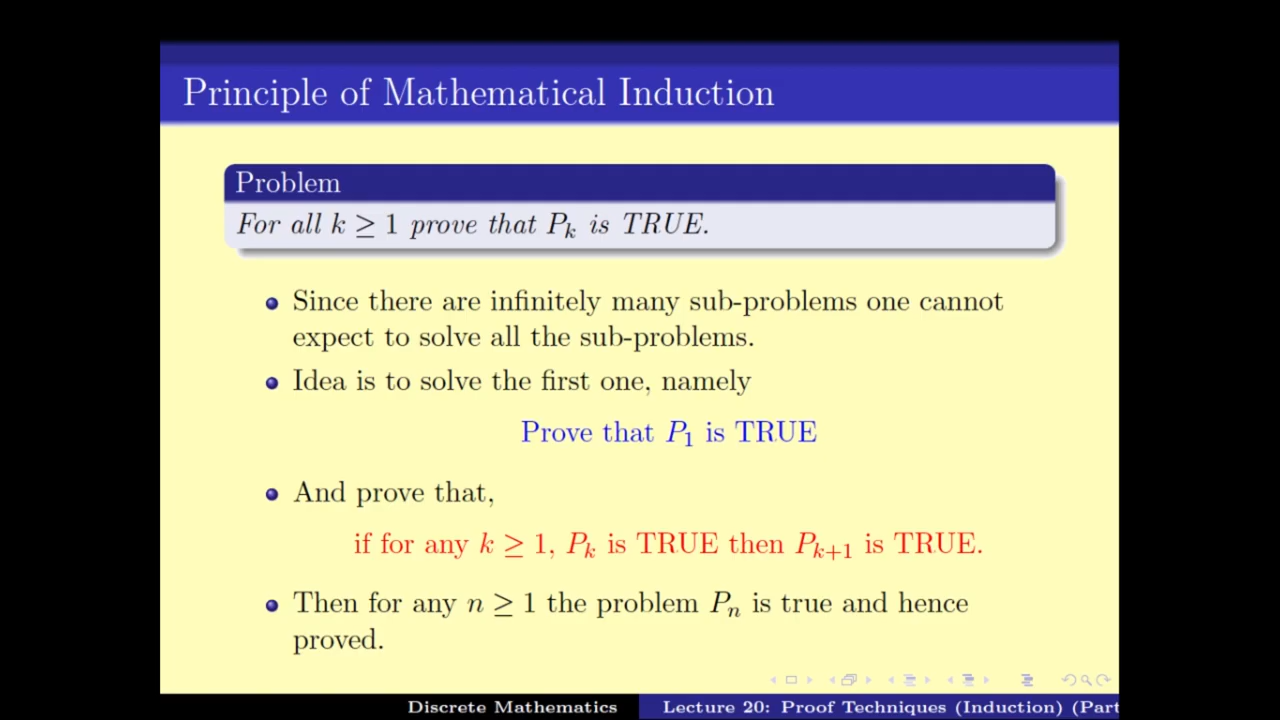 Principle of Mathematical Induction
Problem
For all k ≥ 1 prove that Pₖ is TRUE.
Since there are infinitely many sub-problems one cannot
expect to solve all the sub-problems.
Idea is to solve the first one, namely
Prove that P₁ is TRUE
And prove that,
if for any k ≥ 1, Pₖ is TRUE then Pₖ₊₁ is TRUE.
Then for any n ≥ 1 the problem Pₙ is true and hence
proved.
Discrete Mathematics
Lecture 20: Proof Techniques (Induction) (Part